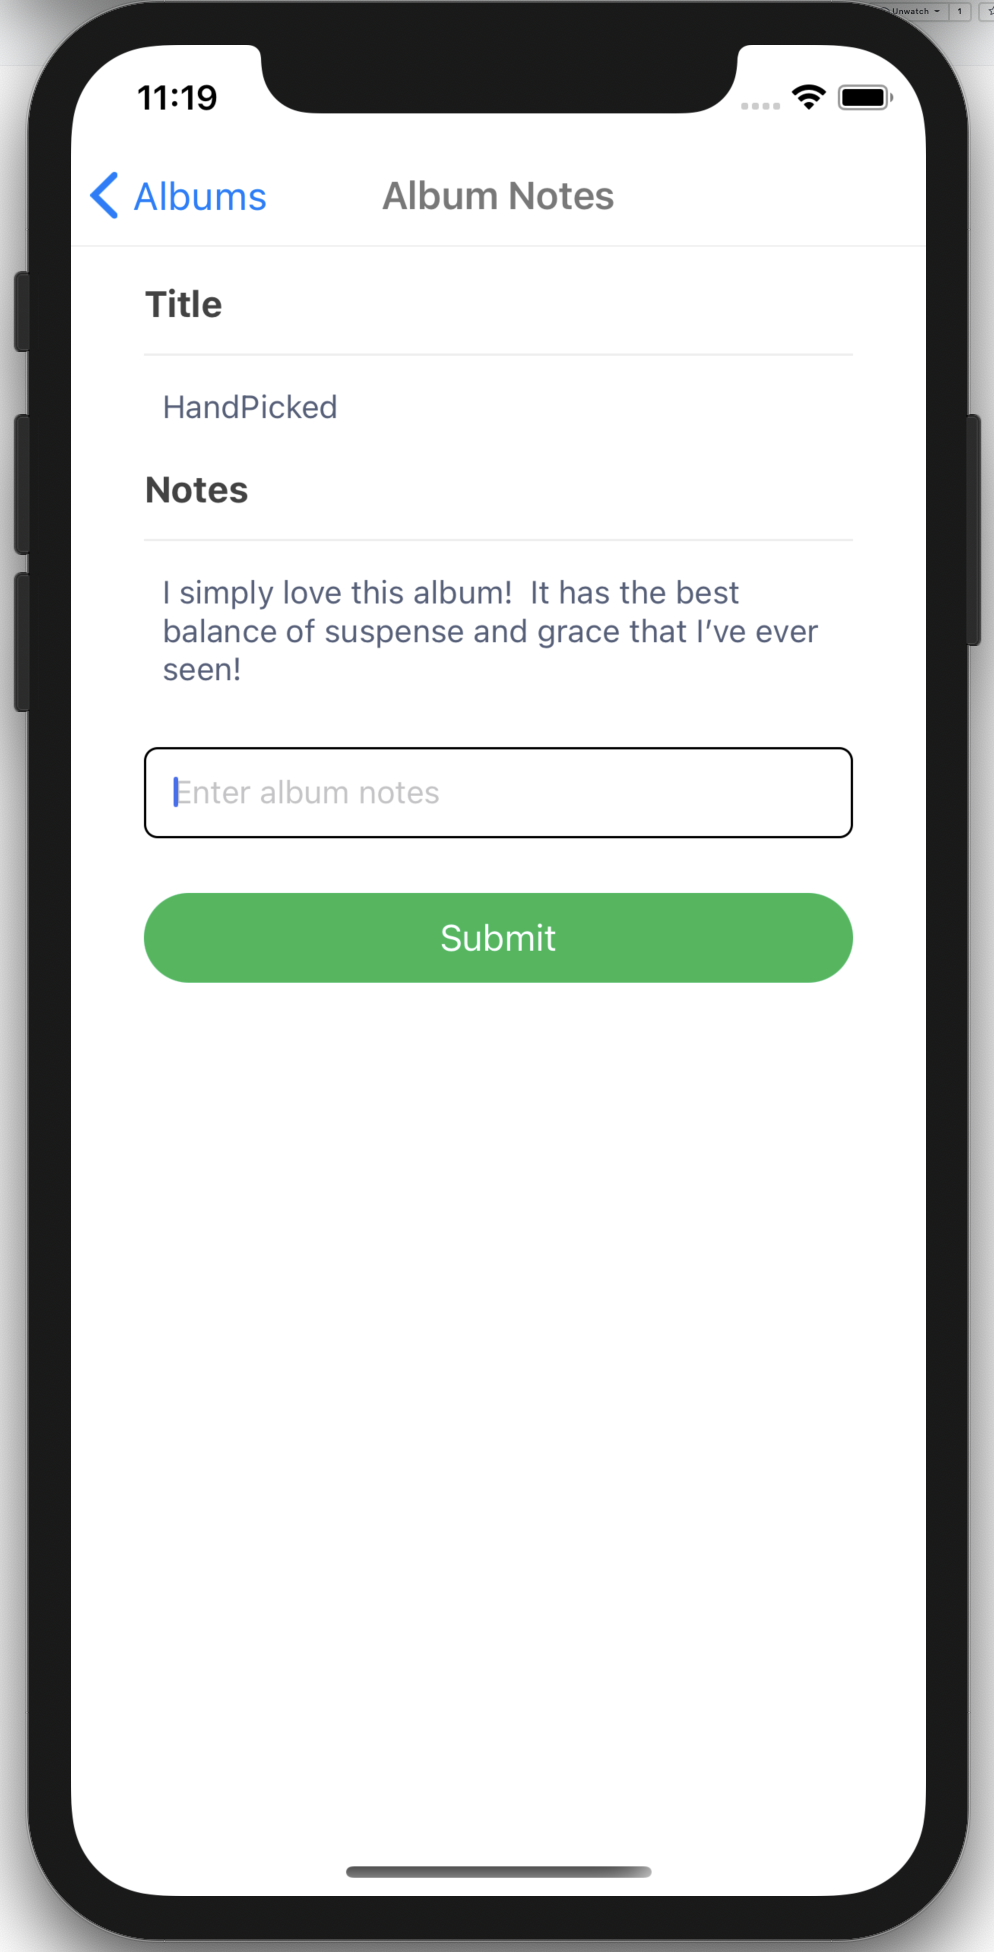 Unwatch 1
11:19
Albums Album Notes
Title
HandPicked
Notes
I simply love this album!  It has the best
balance of suspense and grace that I’ve ever
seen!
Enter album notes
Submit